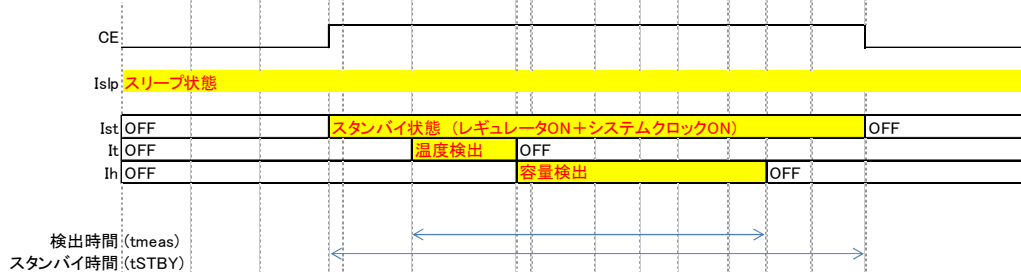 CE
Islp スリープ状態
Ist OFF スタンバイ状態 (レギュレータON+システムクロックON) OFF
It OFF 温度検出 OFF
Ih OFF 容量検出 OFF
検出時間 (tmeas)
スタンバイ時間 (tSTBY)